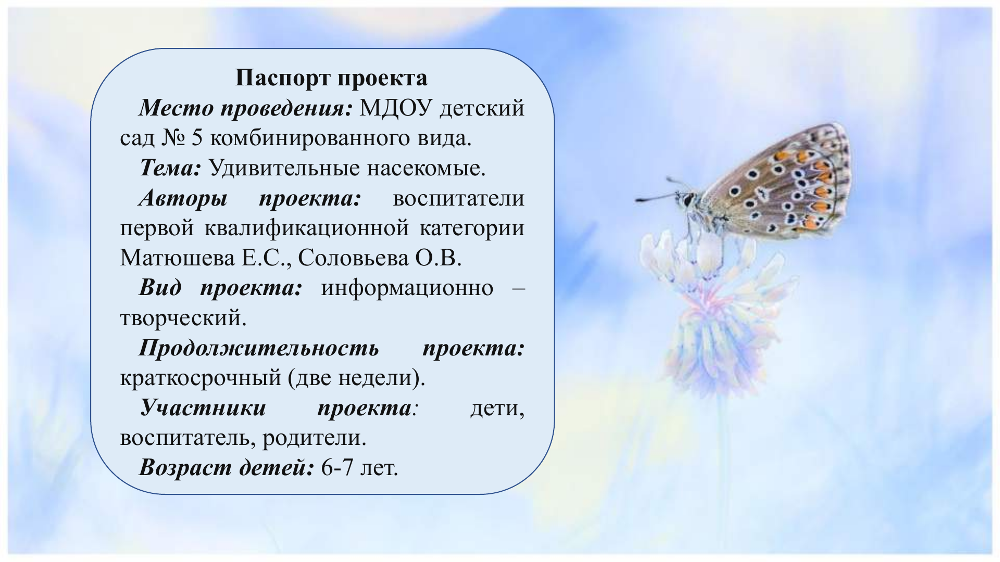 Паспорт проекта
Место проведения: МДОУ детский
сад № 5 комбинированного вида.
Тема: Удивительные насекомые.
Авторы проекта: воспитатели
первой квалификационной категории
Матюшева Е.С., Соловьева О.В.
Вид проекта: информационно –
творческий.
Продолжительность проекта:
краткосрочный (две недели).
Участники проекта: дети,
воспитатель, родители.
Возраст детей: 6-7 лет.